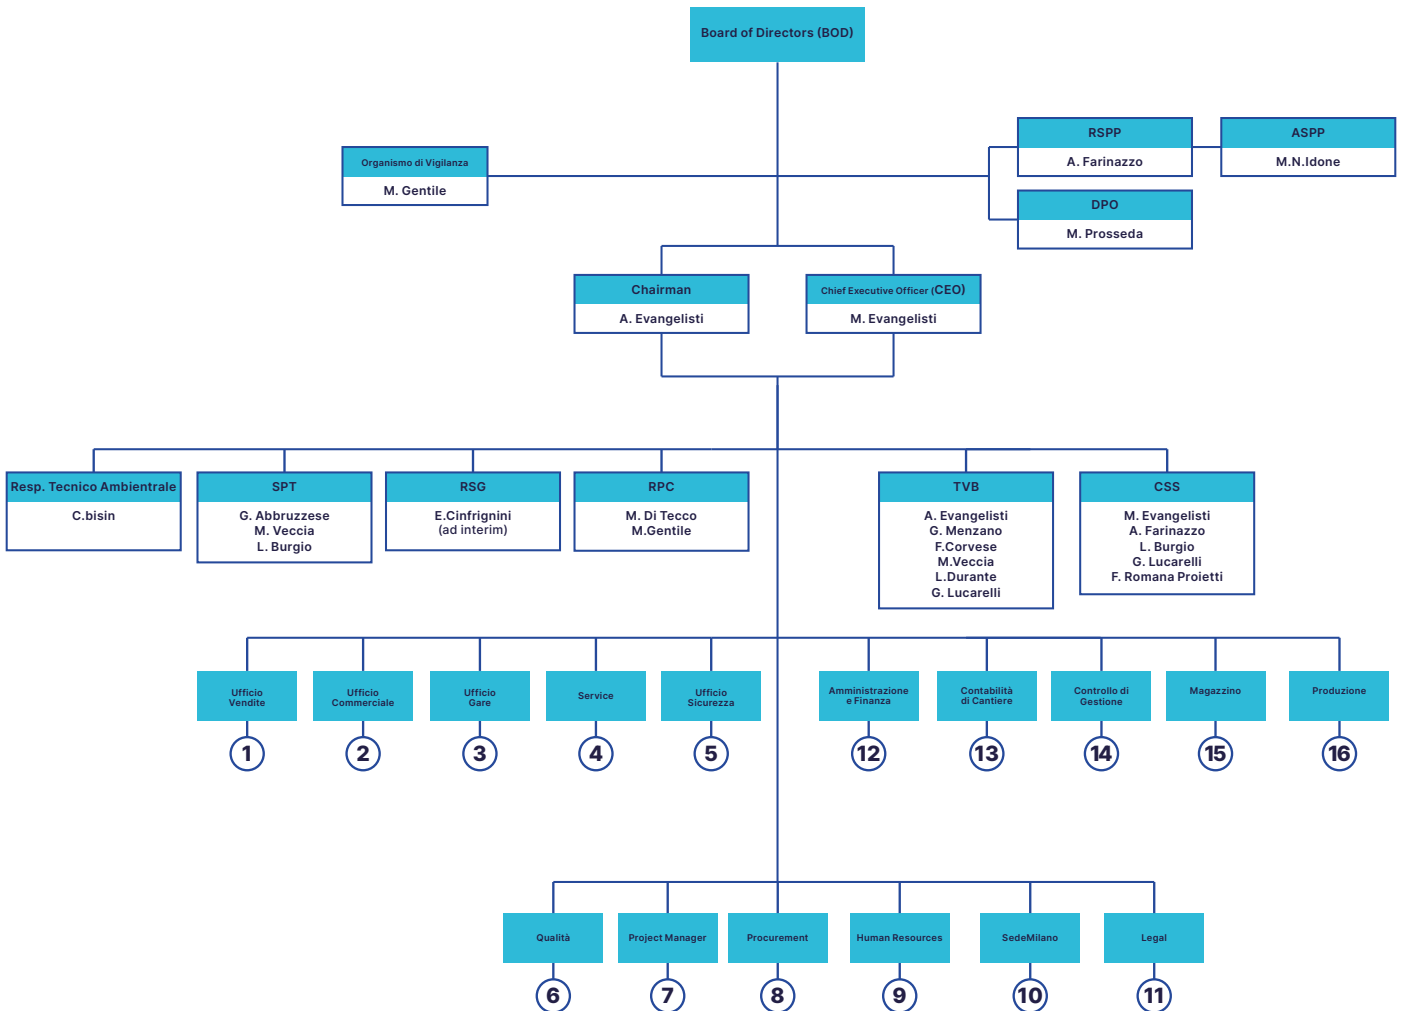 Board of Directors (BOD)
RSPP
A. Farinazzo
ASPP
M.N.Idone
Organismo di Vigilanza
M. Gentile
DPO
M. Prosseda
Chairman
A. Evangelisti
Chief Executive Officer (CEO)
M. Evangelisti
Resp. Tecnico Ambientrale
C.bisin
SPT
G. Abbruzzese
M. Veccia
L. Burgio
RSG
E.Cinfrignini
(ad interim)
RPC
M. Di Tecco
M.Gentile
TVB
A. Evangelisti
G. Menzano
F.Corvese
M.Veccia
L.Durante
G. Lucarelli
CSS
M. Evangelisti
A. Farinazzo
L. Burgio
G. Lucarelli
F. Romana Proietti
Ufficio
Vendite
1
Ufficio
Commerciale
2
Ufficio
Gare
3
Service
4
Ufficio
Sicurezza
5
Amministrazione
e Finanza
12
Contabilità
di Cantiere
13
Controllo di
Gestione
14
Magazzino
15
Produzione
16
Qualità
6
Project Manager
7
Procurement
8
Human Resources
9
SedeMilano
10
Legal
11